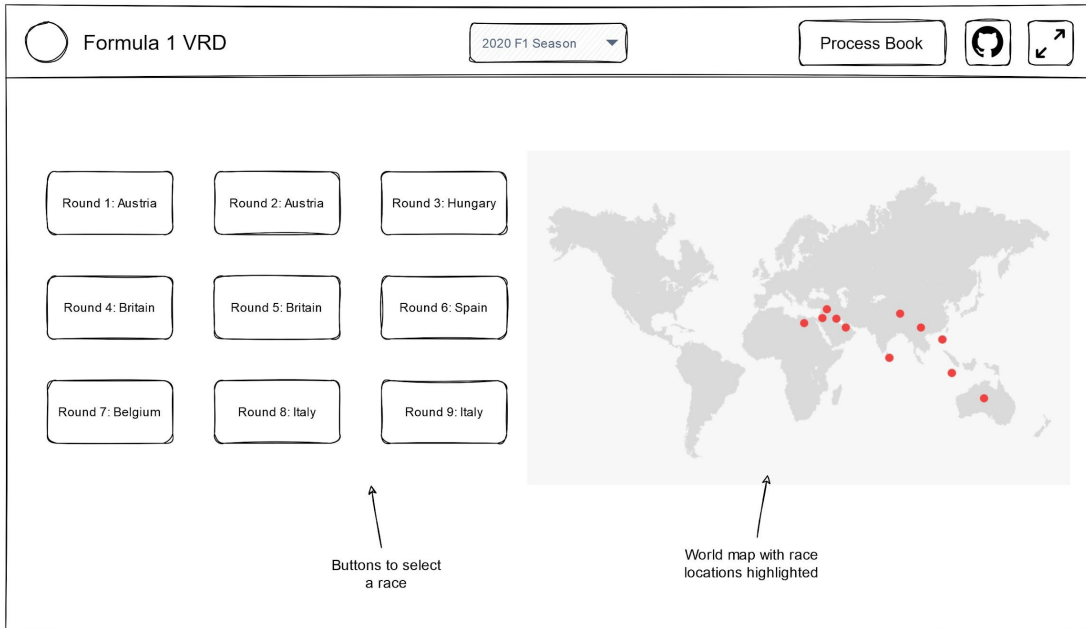 Formula 1 VRD
2020 F1 Season
Process Book
Round 1: Austria
Round 2: Austria
Round 3: Hungary
Round 4: Britain
Round 5: Britain
Round 6: Spain
Round 7: Belgium
Round 8: Italy
Round 9: Italy
Buttons to select
a race
World map with race
locations highlighted